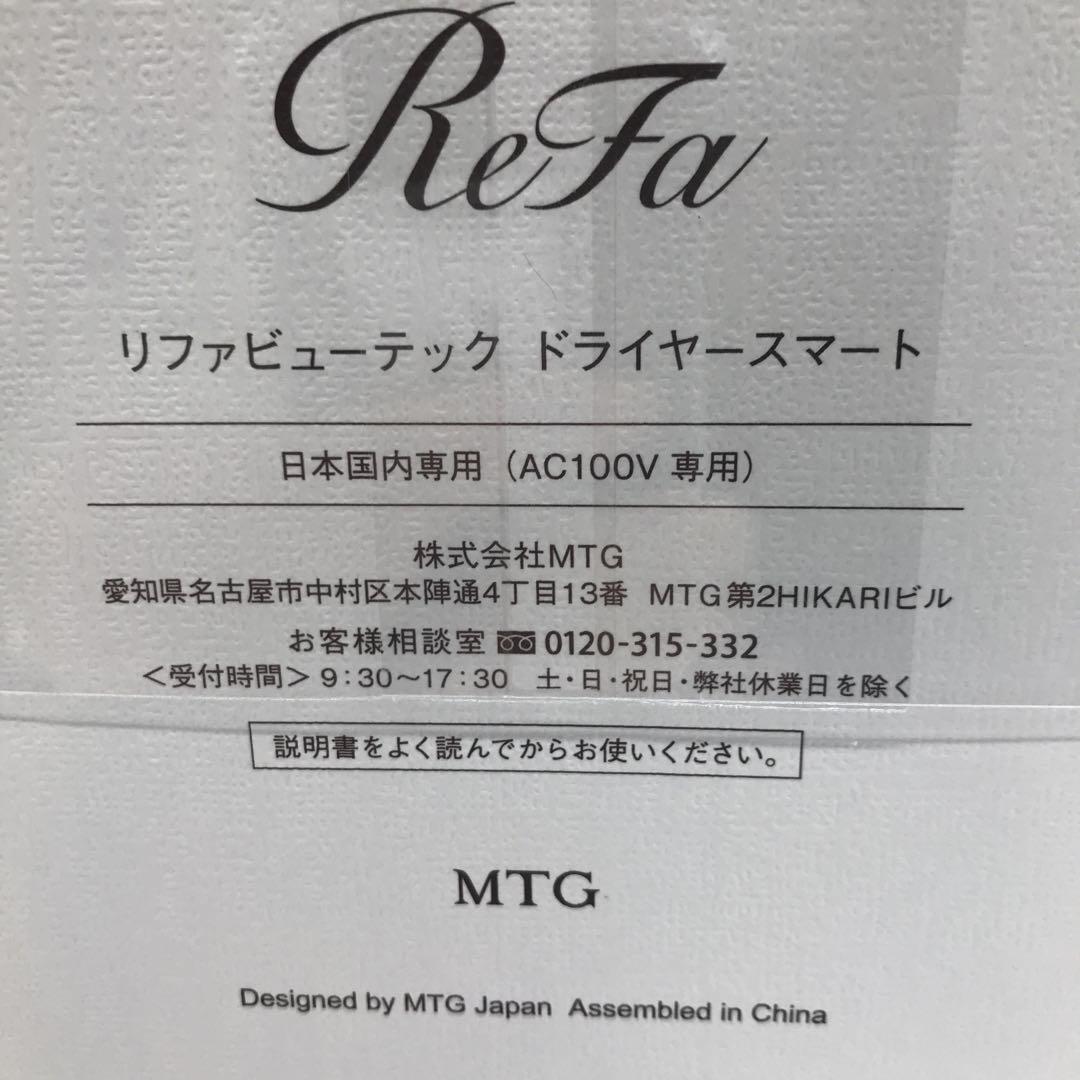 ReFa
リファビューテック ドライヤースマート
日本国内専用（AC100V 専用）
株式会社MTG
愛知県名古屋市中村区本陣通4丁目13番 MTG第2HIKARIビル
お客様相談室 0120-315-332
＜受付時間＞9：30〜17：30 土・日・祝日・弊社休業日を除く
説明書をよく読んでからお使いください。
MTG
Designed by MTG Japan Assembled in China